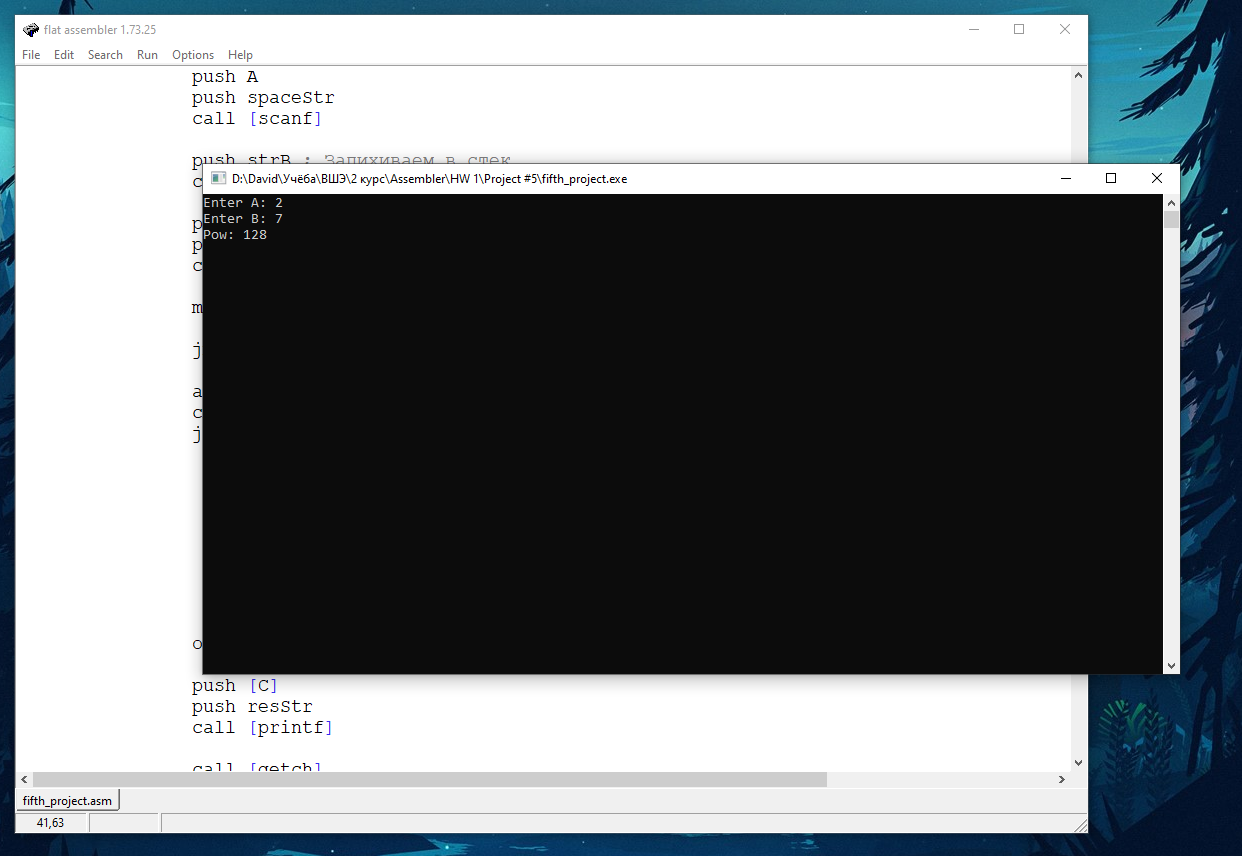 flat assembler 1.73.25
File Edit Search Run Options Help
push A
push spaceStr
call [scanf]
push strB ; Запихиваем в стек
D:\David\Учёба\ВШЭ\2 курс\Assembler\HW 1\Project #5\fifth_project.exe
Enter A: 2
Enter B: 7
Pow: 128
c
p
p
c
m
j
a
c
j
o
push [C]
push resStr
call [printf]
call [getch]
fifth_project.asm
41,63